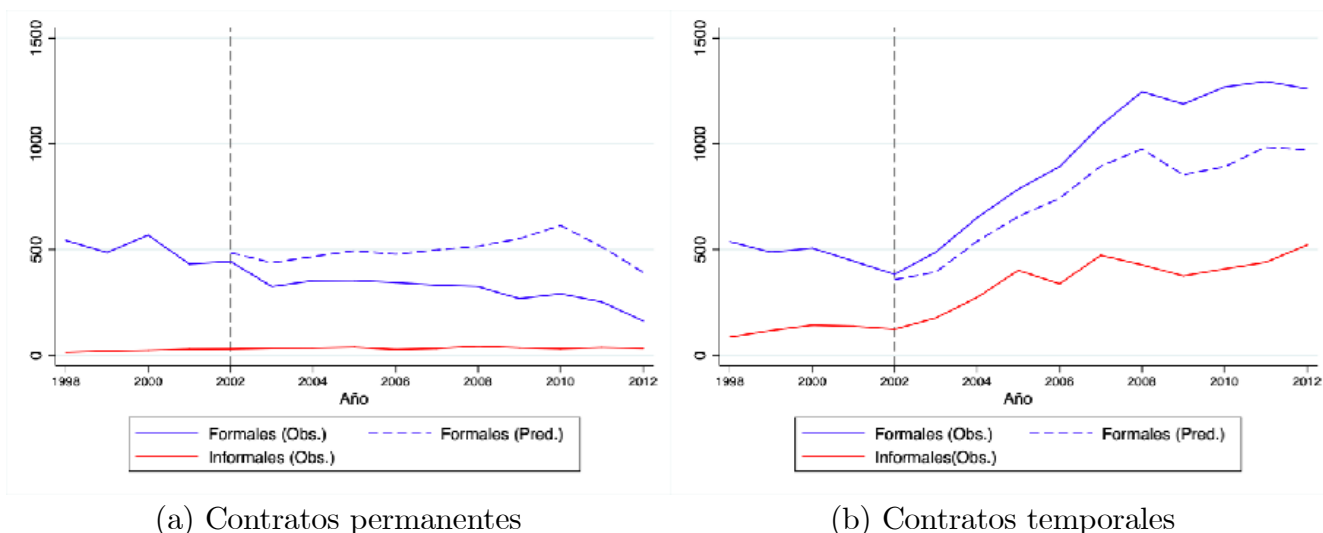 1500
1000
500
0
1998 2000 2002 2004 2006 2008 2010 2012
Año
Formales (Obs.) Formales (Pred.)
Informales (Obs.)
(a) Contratos permanentes
1500
1000
500
0
1998 2000 2002 2004 2006 2008 2010 2012
Año
Formales (Obs.) Formales (Pred.)
Informales(Obs.)
(b) Contratos temporales